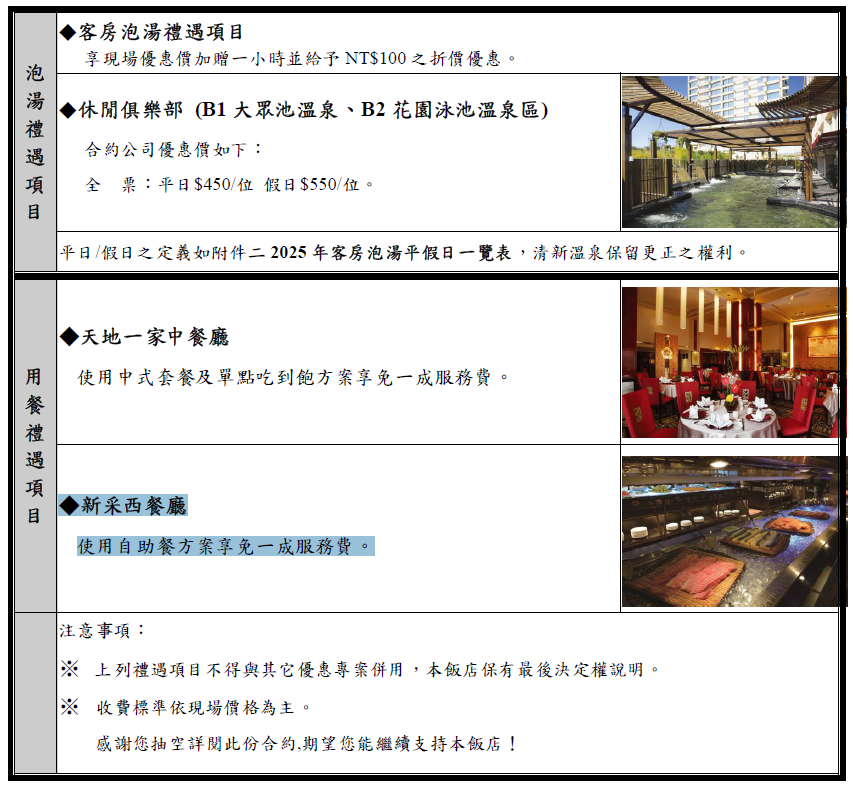 泡湯禮遇項目
◆客房泡湯禮遇項目
享現場優惠價加贈一小時並給予 NT$100 之折價優惠。
◆休閒俱樂部 (B1 大眾池溫泉、B2 花園泳池溫泉區)
合約公司優惠價如下：
全 票：平日$450/位 假日$550/位。
平日/假日之定義如附件二 2025 年客房泡湯平假日一覽表，清新溫泉保留更正之權利。
用餐禮遇項目
◆天地一家中餐廳
使用中式套餐及單點吃到飽方案享免一成服務費。
◆新采西餐廳
使用自助餐方案享免一成服務費。
注意事項：
※ 上列禮遇項目不得與其它優惠專案併用，本飯店保有最後決定權說明。
※ 收費標準依現場價格為主。
感謝您抽空詳閱此份合約,期望您能繼續支持本飯店！